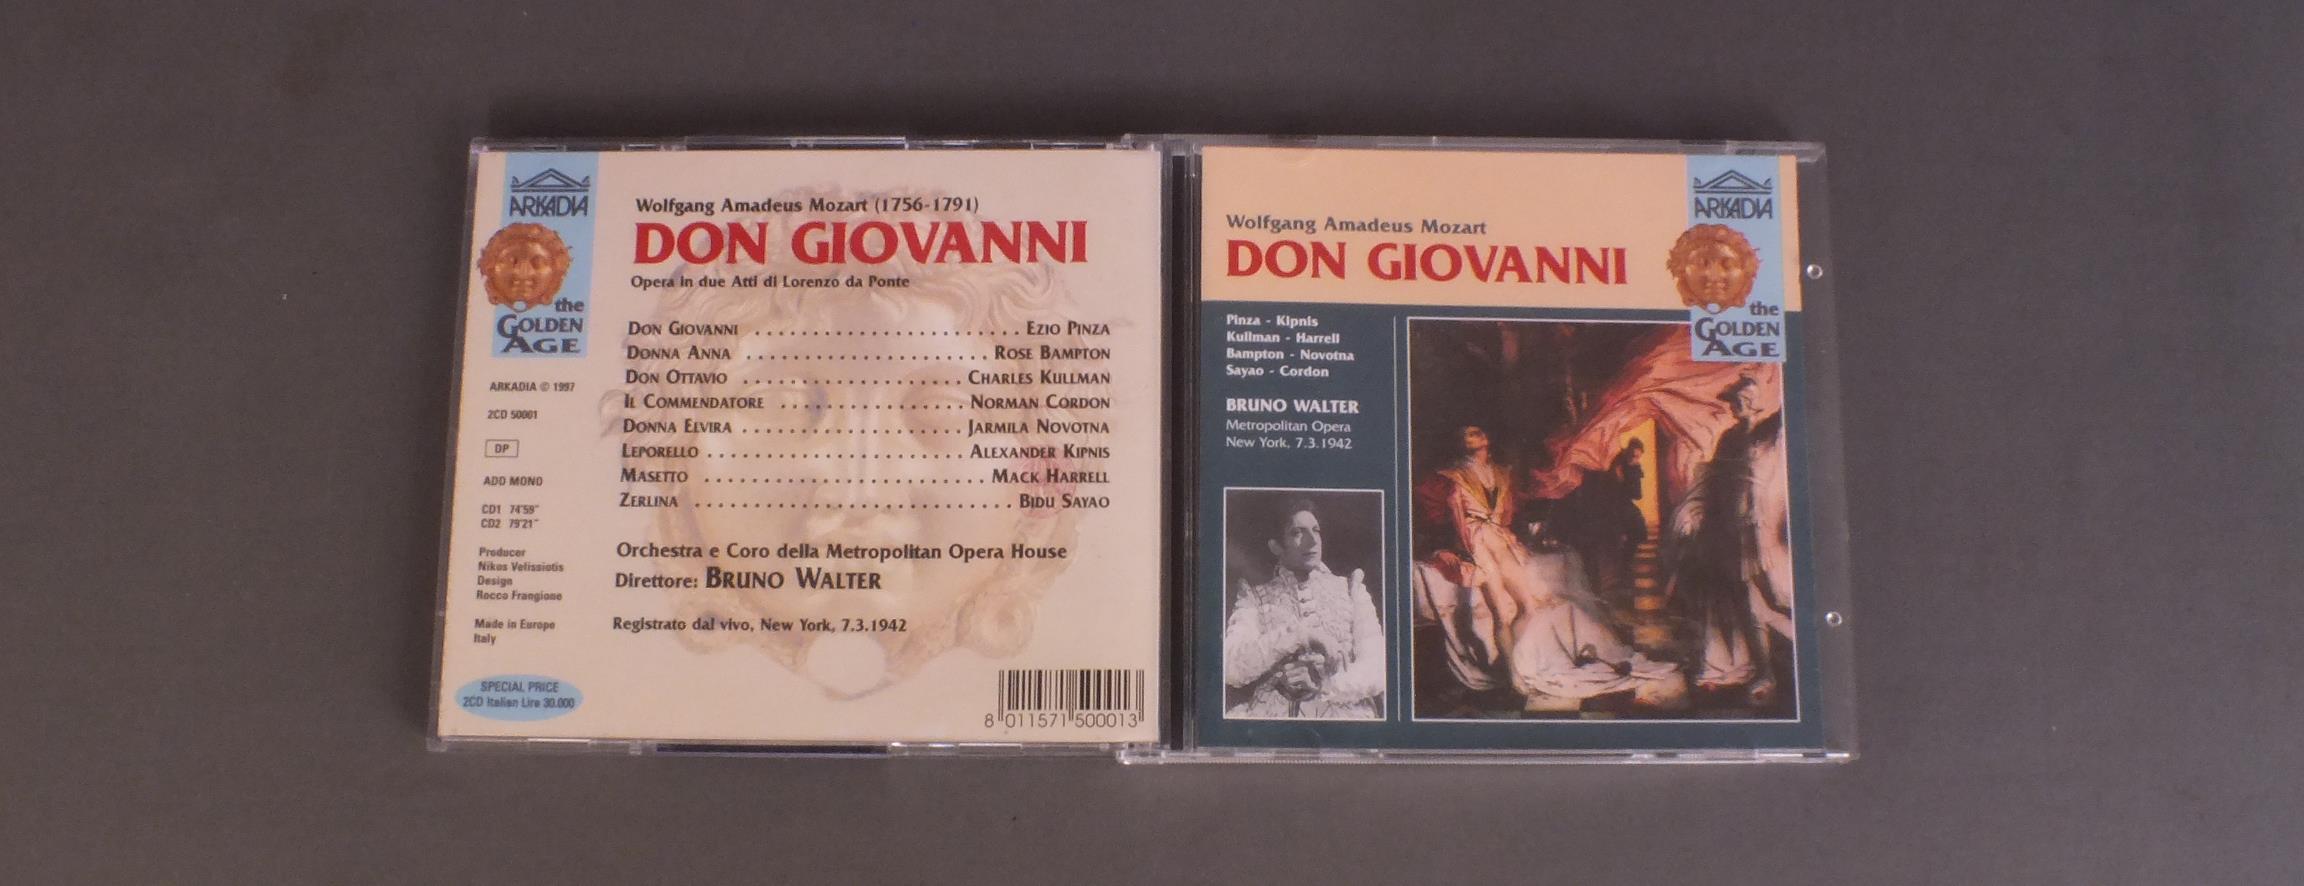 ARKADIA
the
GOLDEN
AGE
ARKADIA © 1997
2CD 50001
DP
ADD MONO
CD1 74'59"
CD2 79'21"
Producer
Nikos Velissiotis
Design
Rocco Frangione
Made in Europe
Italy
SPECIAL PRICE
2CD Italian Lire 30.000
Wolfgang Amadeus Mozart (1756-1791)
DON GIOVANNI
Opera in due Atti di Lorenzo da Ponte
DON GIOVANNI ........................ EZIO PINZA
DONNA ANNA ...................... ROSE BAMPTON
DON OTTAVIO .................... CHARLES KULLMAN
IL COMMENDATORE ................. NORMAN CORDON
DONNA ELVIRA .................... JARMILA NOVOTNA
LEPORELLO ....................... ALEXANDER KIPNIS
MASETTO .......................... MACK HARRELL
ZERLINA ............................. BIDU SAYAO
Orchestra e Coro della Metropolitan Opera House
Direttore: BRUNO WALTER
Registrato dal vivo, New York, 7.3.1942
8 011571 500013
ARKADIA
the
GOLDEN
AGE
Wolfgang Amadeus Mozart
DON GIOVANNI
Pinza - Kipnis
Kullman - Harrell
Bampton - Novotna
Sayao - Cordon
BRUNO WALTER
Metropolitan Opera
New York, 7.3.1942